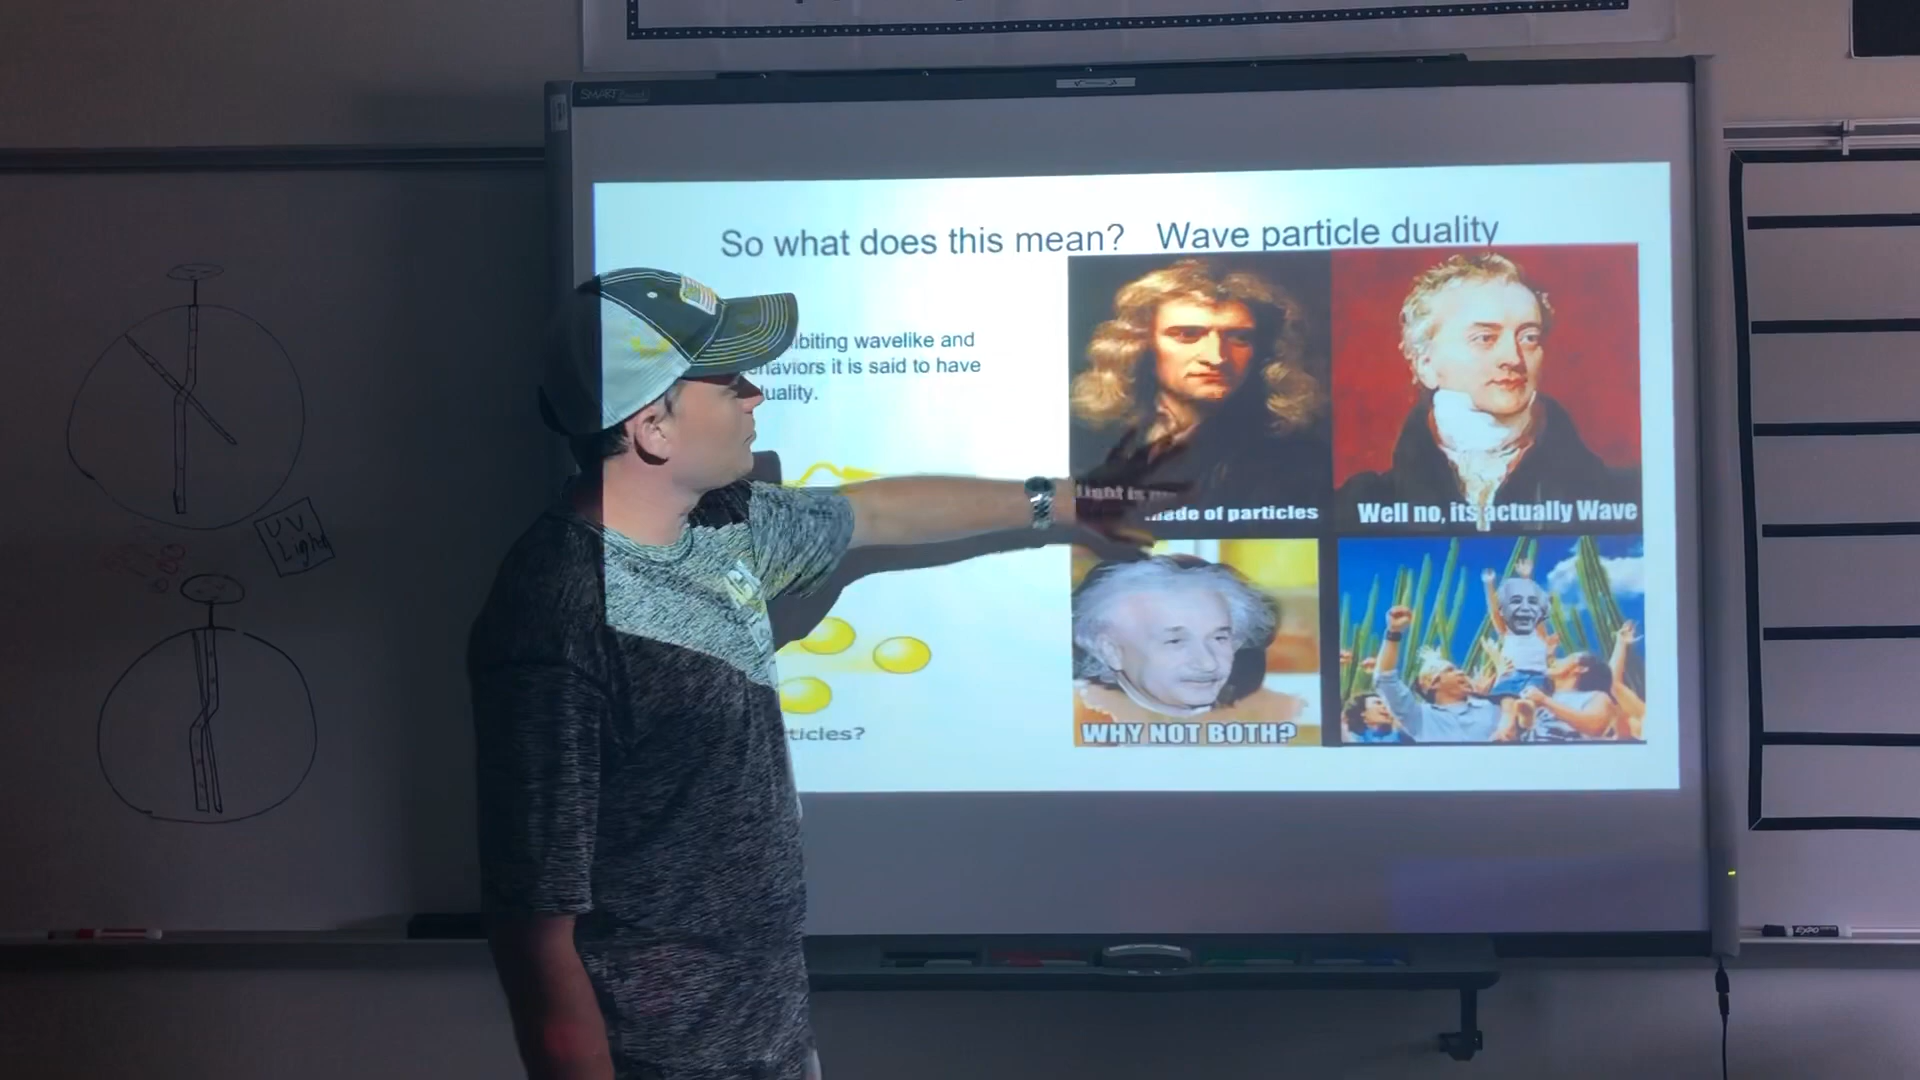 SMART
So what does this mean? Wave particle duality
ibiting wavelike and
haviors it is said to have
uality.
Light is
made of particles
Well no, its actually Wave
ticles?
WHY NOT BOTH?
UV
Light
EXPO